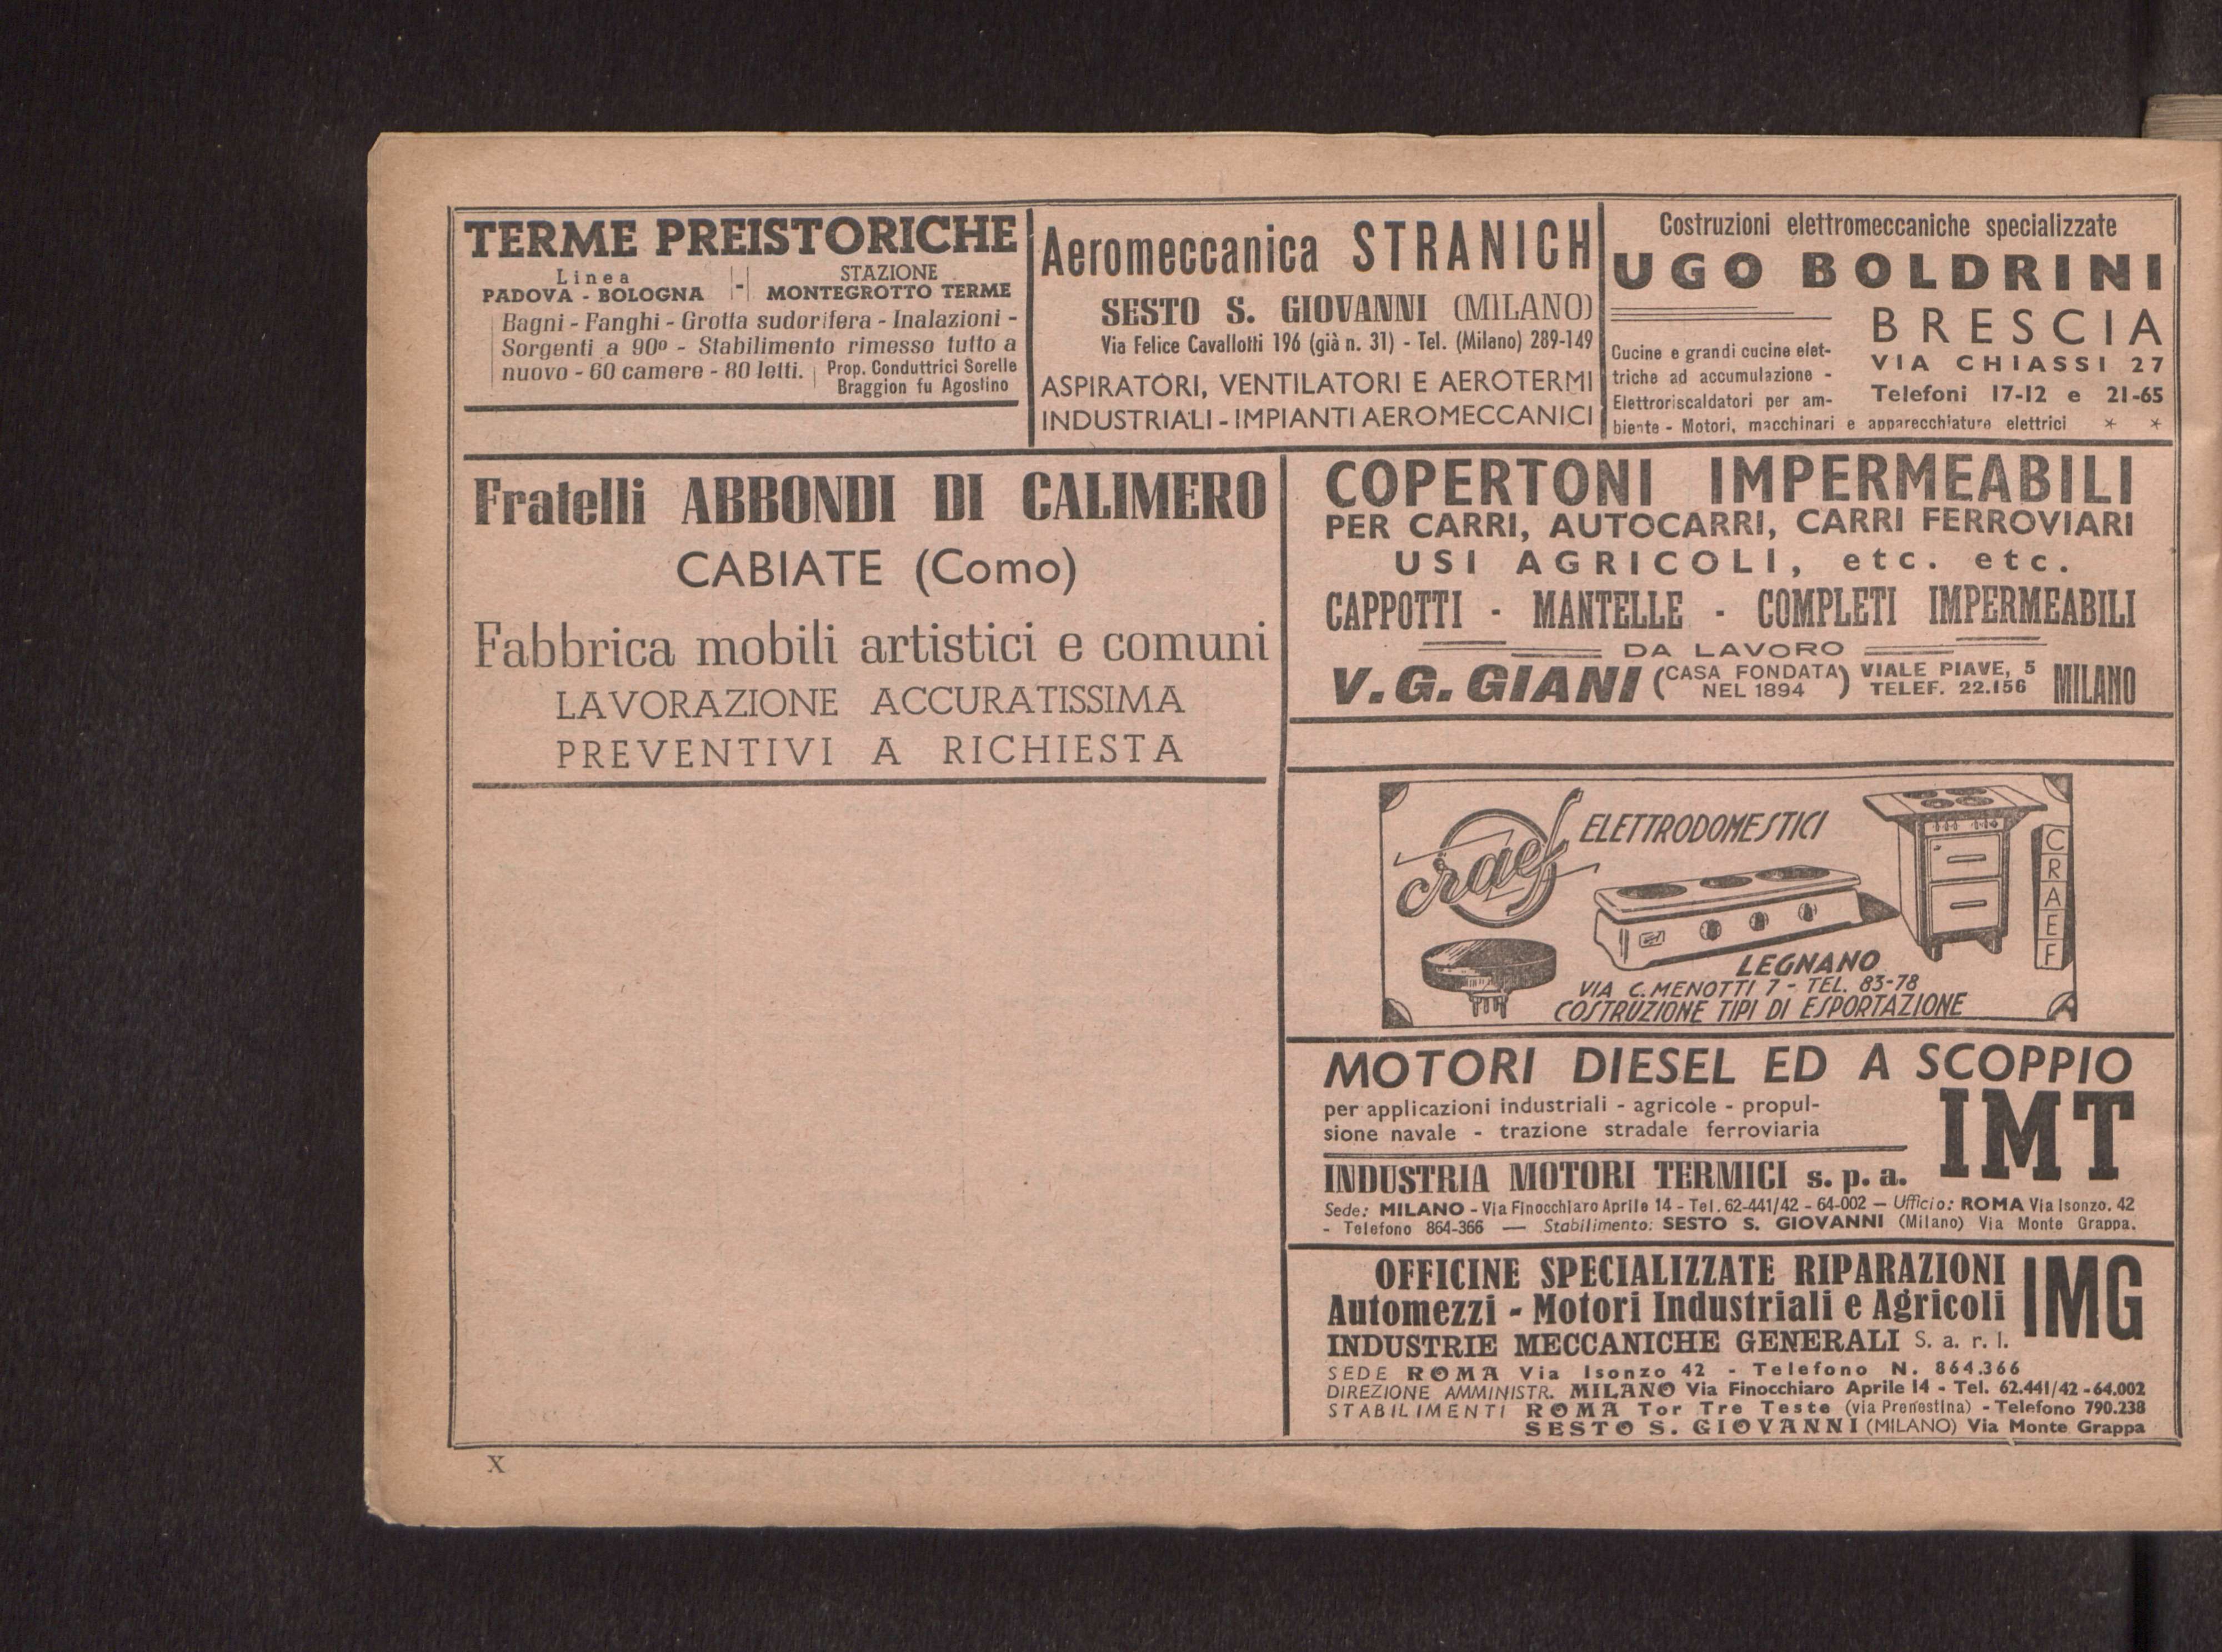 TERME PREISTORICHE
Linea
PADOVA - BOLOGNA
-
STAZIONE
MONTEGROTTO TERME
Bagni - Fanghi - Grotta sudorifera - Inalazioni -
Sorgenti a 90º - Stabilimento rimesso tutto a
nuovo - 60 camere - 80 letti.
Prop. Conduttrici Sorelle
Braggion fu Agostino
Aeromeccanica STRANICH
SESTO S. GIOVANNI (MILANO)
Via Felice Cavallotti 196 (già n. 31) - Tel. (Milano) 289-149
ASPIRATORI, VENTILATORI E AEROTERMI
INDUSTRIALI - IMPIANTI AEROMECCANICI
Costruzioni elettromeccaniche specializzate
UGO BOLDRINI
BRESCIA
VIA CHIASSI 27
Telefoni 17-12 e 21-65
Cucine e grandi cucine elet-
triche ad accumulazione -
Elettroriscaldatori per am-
biente - Motori, macchinari e apparecchiature elettrici * *
Fratelli ABBONDI DI CALIMERO
CABIATE (Como)
Fabbrica mobili artistici e comuni
LAVORAZIONE ACCURATISSIMA
PREVENTIVI A RICHIESTA
COPERTONI IMPERMEABILI
PER CARRI, AUTOCARRI, CARRI FERROVIARI
USI AGRICOLI, etc. etc.
CAPPOTTI - MANTELLE - COMPLETI IMPERMEABILI
DA LAVORO
V. G. GIANI (CASA FONDATA NEL 1894) VIALE PIAVE, 5 TELEF. 22.156 MILANO
craef ELETTRODOMESTICI
CRAEF
LEGNANO
VIA C. MENOTTI 7 - TEL. 83-78
COSTRUZIONE TIPI DI ESPORTAZIONE
MOTORI DIESEL ED A SCOPPIO
per applicazioni industriali - agricole - propul-
sione navale - trazione stradale ferroviaria
IMT
INDUSTRIA MOTORI TERMICI s. p. a.
Sede: MILANO - Via Finocchiaro Aprile 14 - Tel. 62-441/42 - 64-002 — Ufficio: ROMA Via Isonzo, 42
- Telefono 864-366 — Stabilimento: SESTO S. GIOVANNI (Milano) Via Monte Grappa.
OFFICINE SPECIALIZZATE RIPARAZIONI
Automezzi - Motori Industriali e Agricoli
IMG
INDUSTRIE MECCANICHE GENERALI S. a. r. l.
SEDE ROMA Via Isonzo 42 - Telefono N. 864.366
DIREZIONE AMMINISTR. MILANO Via Finocchiaro Aprile 14 - Tel. 62.441/42 - 64.002
STABILIMENTI ROMA Tor Tre Teste (via Prenestina) - Telefono 790.238
SESTO S. GIOVANNI (MILANO) Via Monte Grappa
X